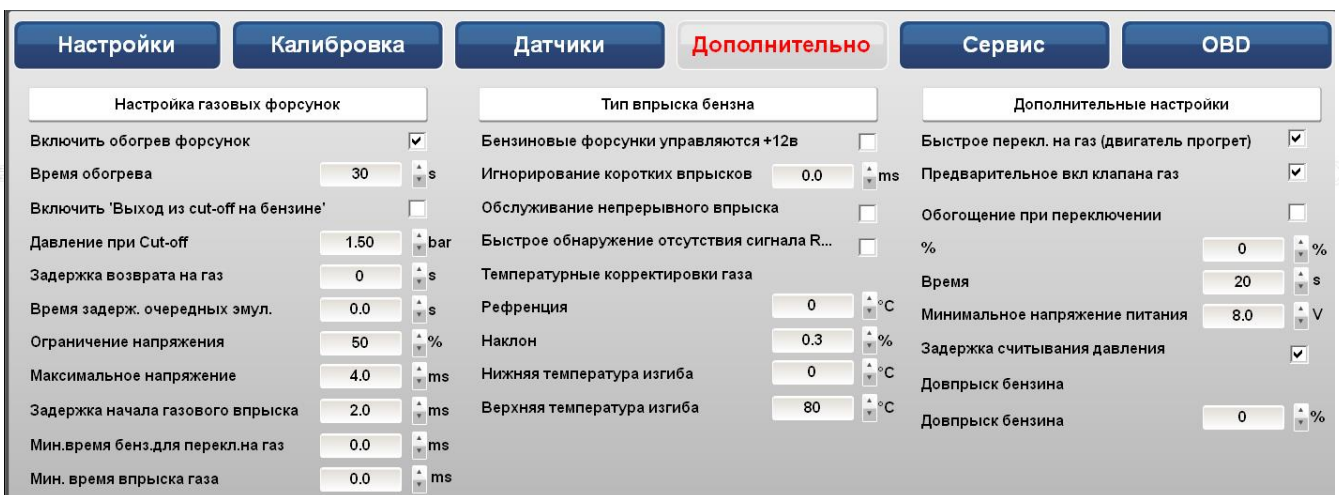 Настройки Калибровка Датчики Дополнительно Сервис OBD
Настройка газовых форсунок
Включить обогрев форсунок
Время обогрева 30 s
Включить 'Выход из cut-off на бензине'
Давление при Cut-off 1.50 bar
Задержка возврата на газ 0 s
Время задерж. очередных эмул. 0.0 s
Ограничение напряжения 50 %
Максимальное напряжение 4.0 ms
Задержка начала газового впрыска 2.0 ms
Мин.время бенз.для перекл.на газ 0.0 ms
Мин. время впрыска газа 0.0 ms
Тип впрыска бензна
Бензиновые форсунки управляются +12в
Игнорирование коротких впрысков 0.0 ms
Обслуживание непрерывного впрыска
Быстрое обнаружение отсутствия сигнала R...
Температурные корректировки газа
Рефренция 0 °C
Наклон 0.3 %
Нижняя температура изгиба 0 °C
Верхняя температура изгиба 80 °C
Дополнительные настройки
Быстрое перекл. на газ (двигатель прогрет)
Предварительное вкл клапана газ
Обогощение при переключении
% 0 %
Время 20 s
Минимальное напряжение питания 8.0 V
Задержка считывания давления
Довпрыск бензина
Довпрыск бензина 0 %